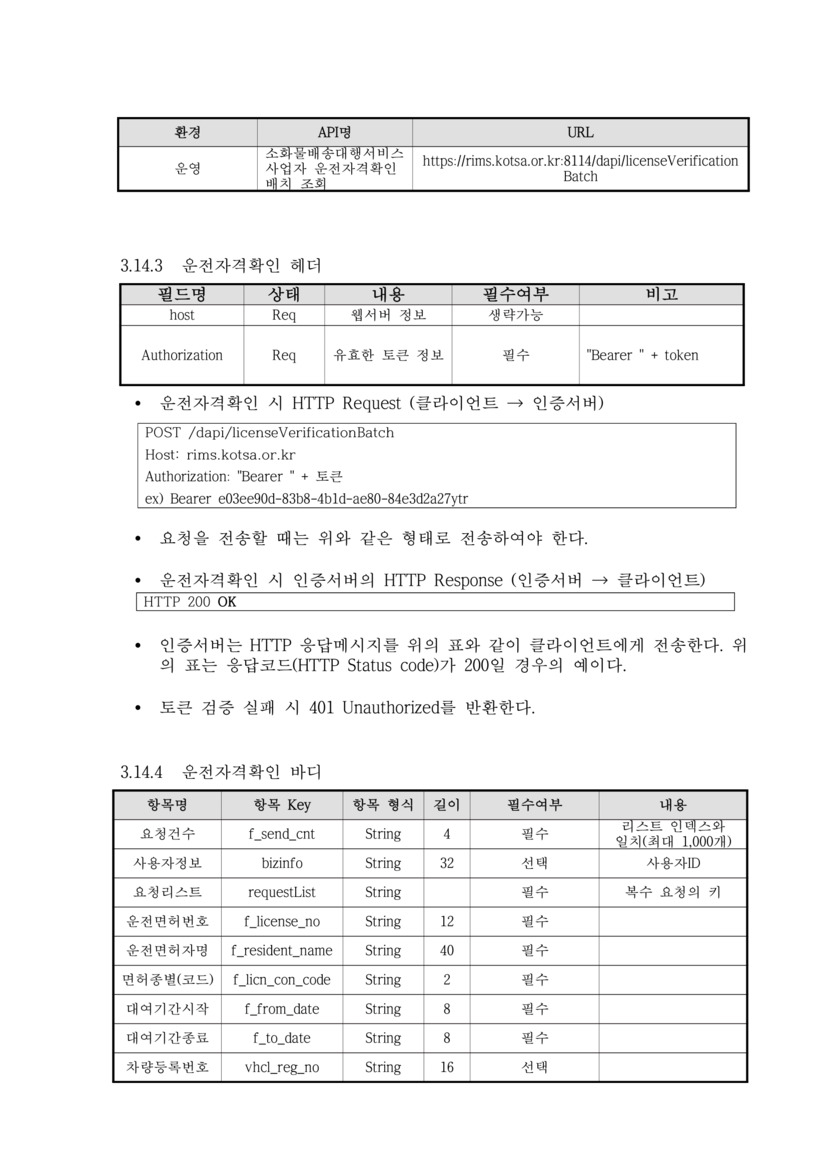 환경 API명 URL
운영 소화물배송대행서비스 사업자 운전자격확인 배치 조회 https://rims.kotsa.or.kr:8114/dapi/licenseVerificationBatch
3.14.3 운전자격확인 헤더
필드명 상태 내용 필수여부 비고
host Req 웹서버 정보 생략가능
Authorization Req 유효한 토큰 정보 필수 "Bearer " + token
• 운전자격확인 시 HTTP Request (클라이언트 → 인증서버)
POST /dapi/licenseVerificationBatch
Host: rims.kotsa.or.kr
Authorization: "Bearer " + 토큰
ex) Bearer e03ee90d-83b8-4b1d-ae80-84e3d2a27ytr
• 요청을 전송할 때는 위와 같은 형태로 전송하여야 한다.
• 운전자격확인 시 인증서버의 HTTP Response (인증서버 → 클라이언트)
HTTP 200 OK
• 인증서버는 HTTP 응답메시지를 위의 표와 같이 클라이언트에게 전송한다. 위
의 표는 응답코드(HTTP Status code)가 200일 경우의 예이다.
• 토큰 검증 실패 시 401 Unauthorized를 반환한다.
3.14.4 운전자격확인 바디
항목명 항목 Key 항목 형식 길이 필수여부 내용
요청건수 f_send_cnt String 4 필수 리스트 인덱스와 일치(최대 1,000개)
사용자정보 bizinfo String 32 선택 사용자ID
요청리스트 requestList String 필수 복수 요청의 키
운전면허번호 f_license_no String 12 필수
운전면허자명 f_resident_name String 40 필수
면허종별(코드) f_licn_con_code String 2 필수
대여기간시작 f_from_date String 8 필수
대여기간종료 f_to_date String 8 필수
차량등록번호 vhcl_reg_no String 16 선택